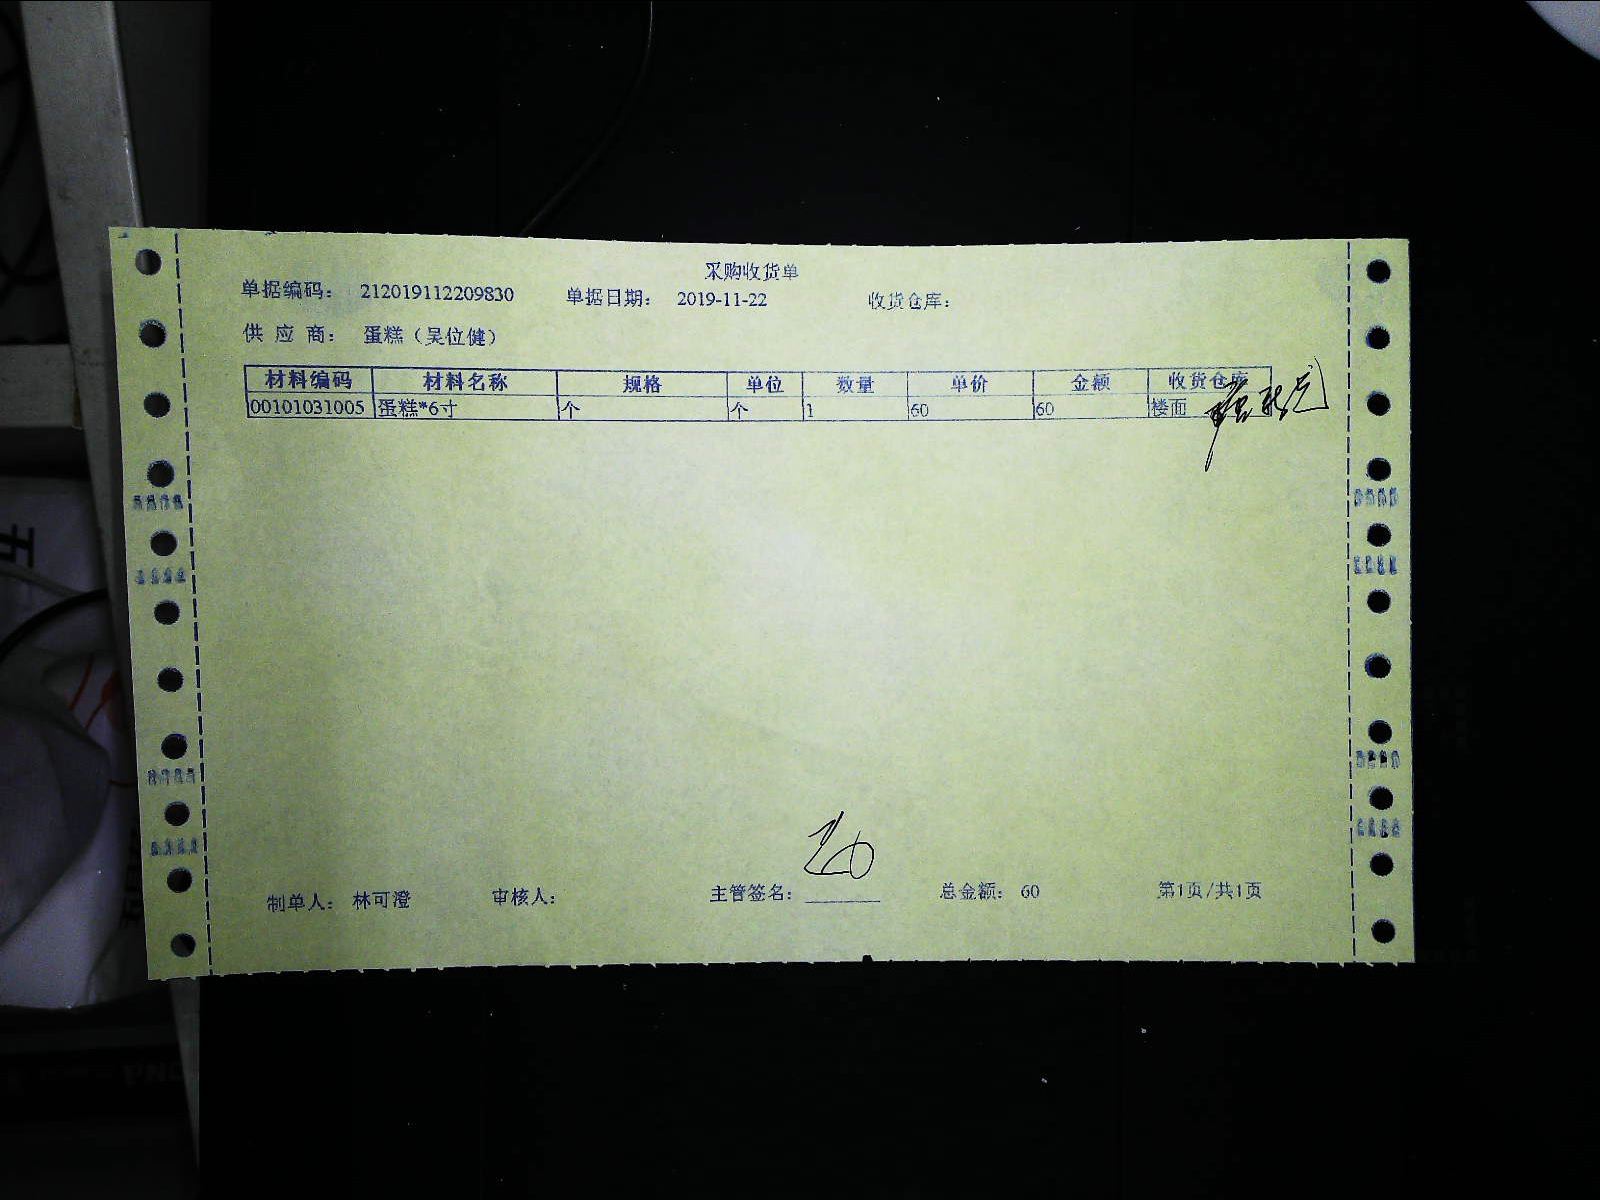 采购收货单
单据编码： 212019112209830 单据日期： 2019-11-22 收货仓库：
供 应 商： 蛋糕（吴位健）
材料编码 材料名称 规格 单位 数量 单价 金额 收货仓库
00101031005 蛋糕*6寸 个 个 1 60 60 楼面
制单人： 林可澄 审核人： 主管签名： 总金额： 60 第1页/共1页